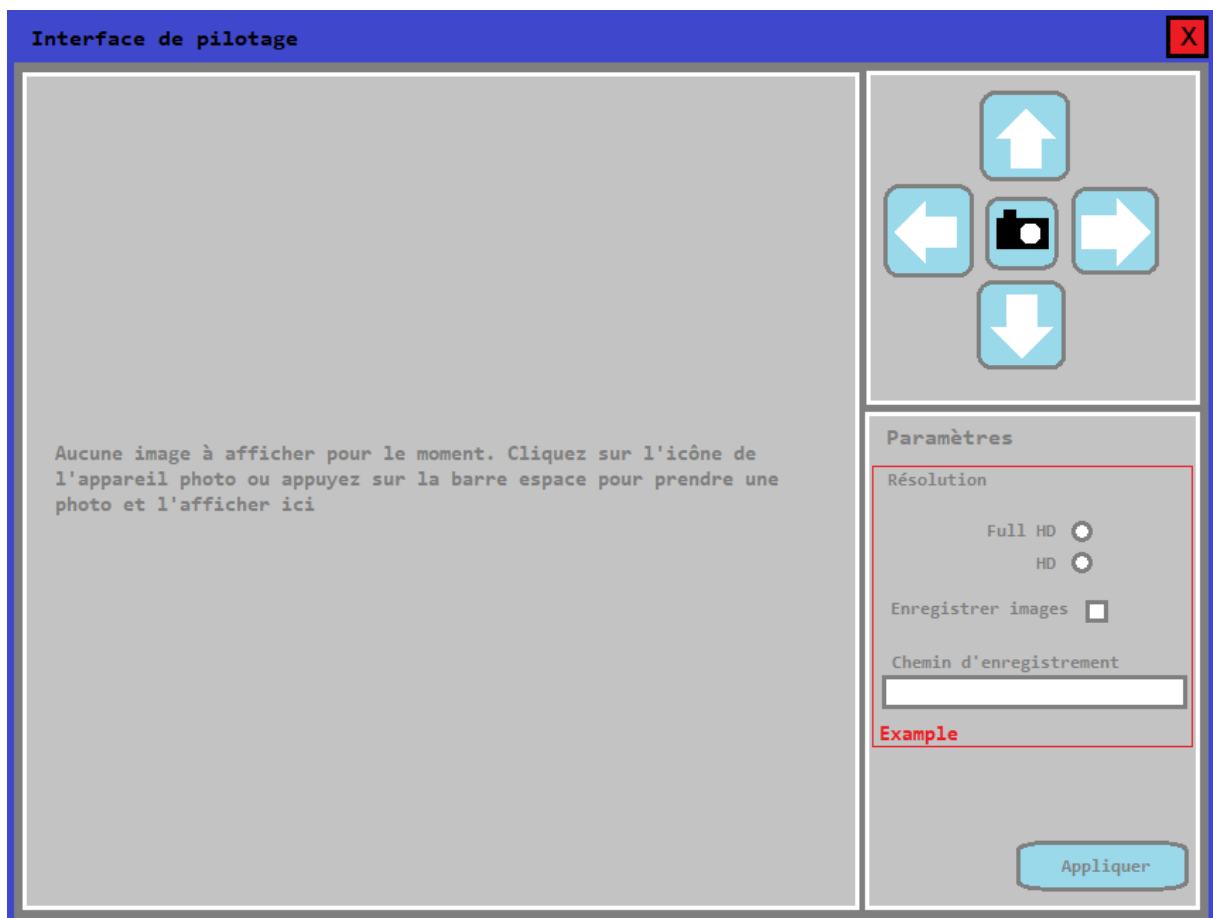 Interface de pilotage
X
Aucune image à afficher pour le moment. Cliquez sur l'icône de
l'appareil photo ou appuyez sur la barre espace pour prendre une
photo et l'afficher ici
Paramètres
Résolution
Full HD
HD
Enregistrer images
Chemin d'enregistrement
Example
Appliquer